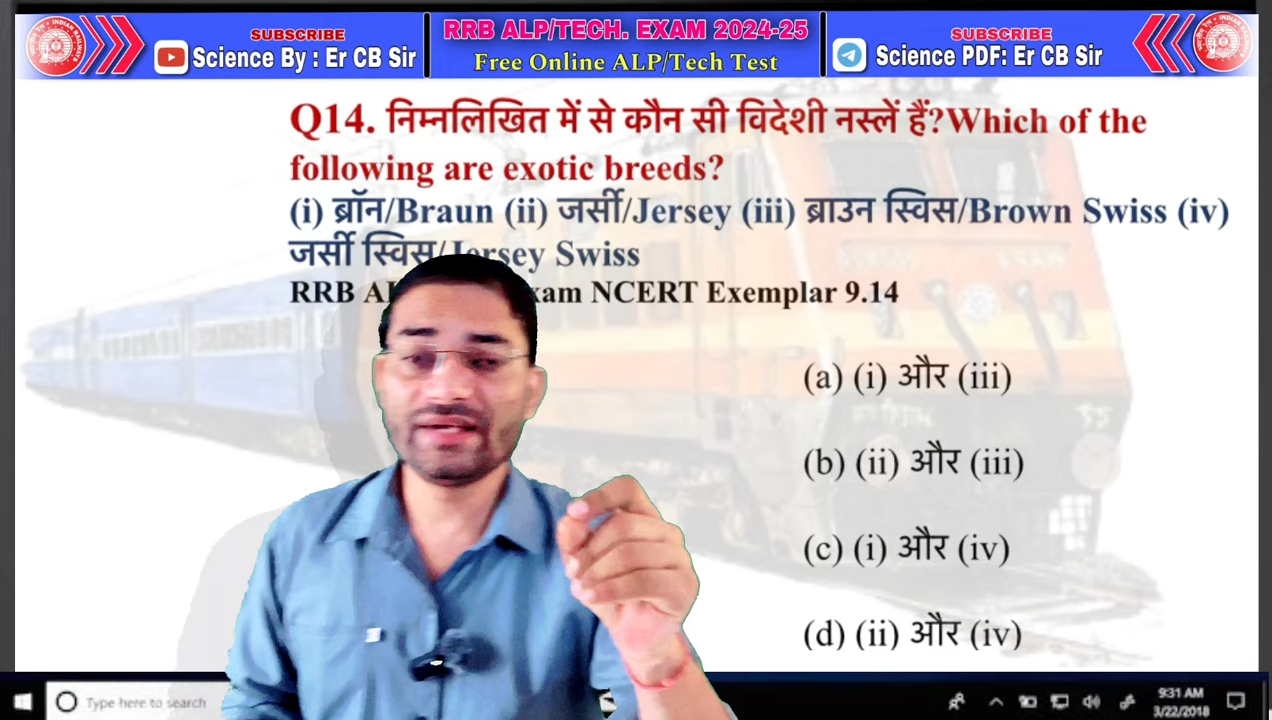 SUBSCRIBE
Science By : Er CB Sir
RRB ALP/TECH. EXAM 2024-25
Free Online ALP/Tech Test
SUBSCRIBE
Science PDF: Er CB Sir
Q14. निम्नलिखित में से कौन सी विदेशी नस्लें हैं?Which of the
following are exotic breeds?
(i) ब्रॉन/Braun (ii) जर्सी/Jersey (iii) ब्राउन स्विस/Brown Swiss (iv)
जर्सी स्विस/Jersey Swiss
RRB NCERT Exemplar 9.14
(a) (i) और (iii)
(b) (ii) और (iii)
(c) (i) और (iv)
(d) (ii) और (iv)
Type here to search
9:31 AM
3/22/2018